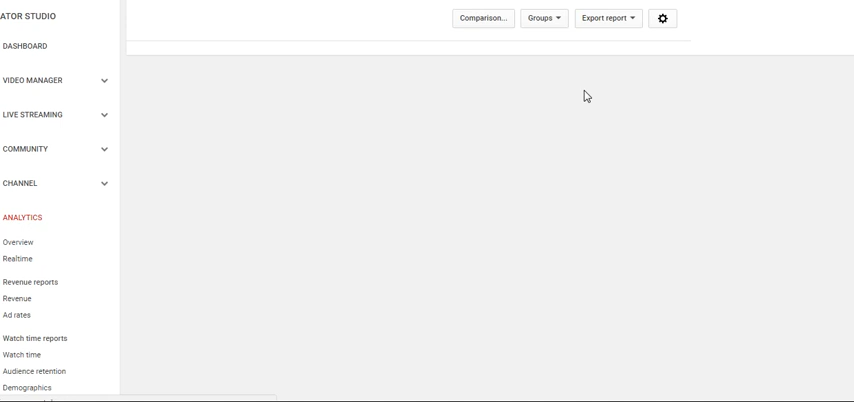 ATOR STUDIO
Comparison... Groups Export report
DASHBOARD
VIDEO MANAGER
LIVE STREAMING
COMMUNITY
CHANNEL
ANALYTICS
Overview
Realtime
Revenue reports
Revenue
Ad rates
Watch time reports
Watch time
Audience retention
Demographics